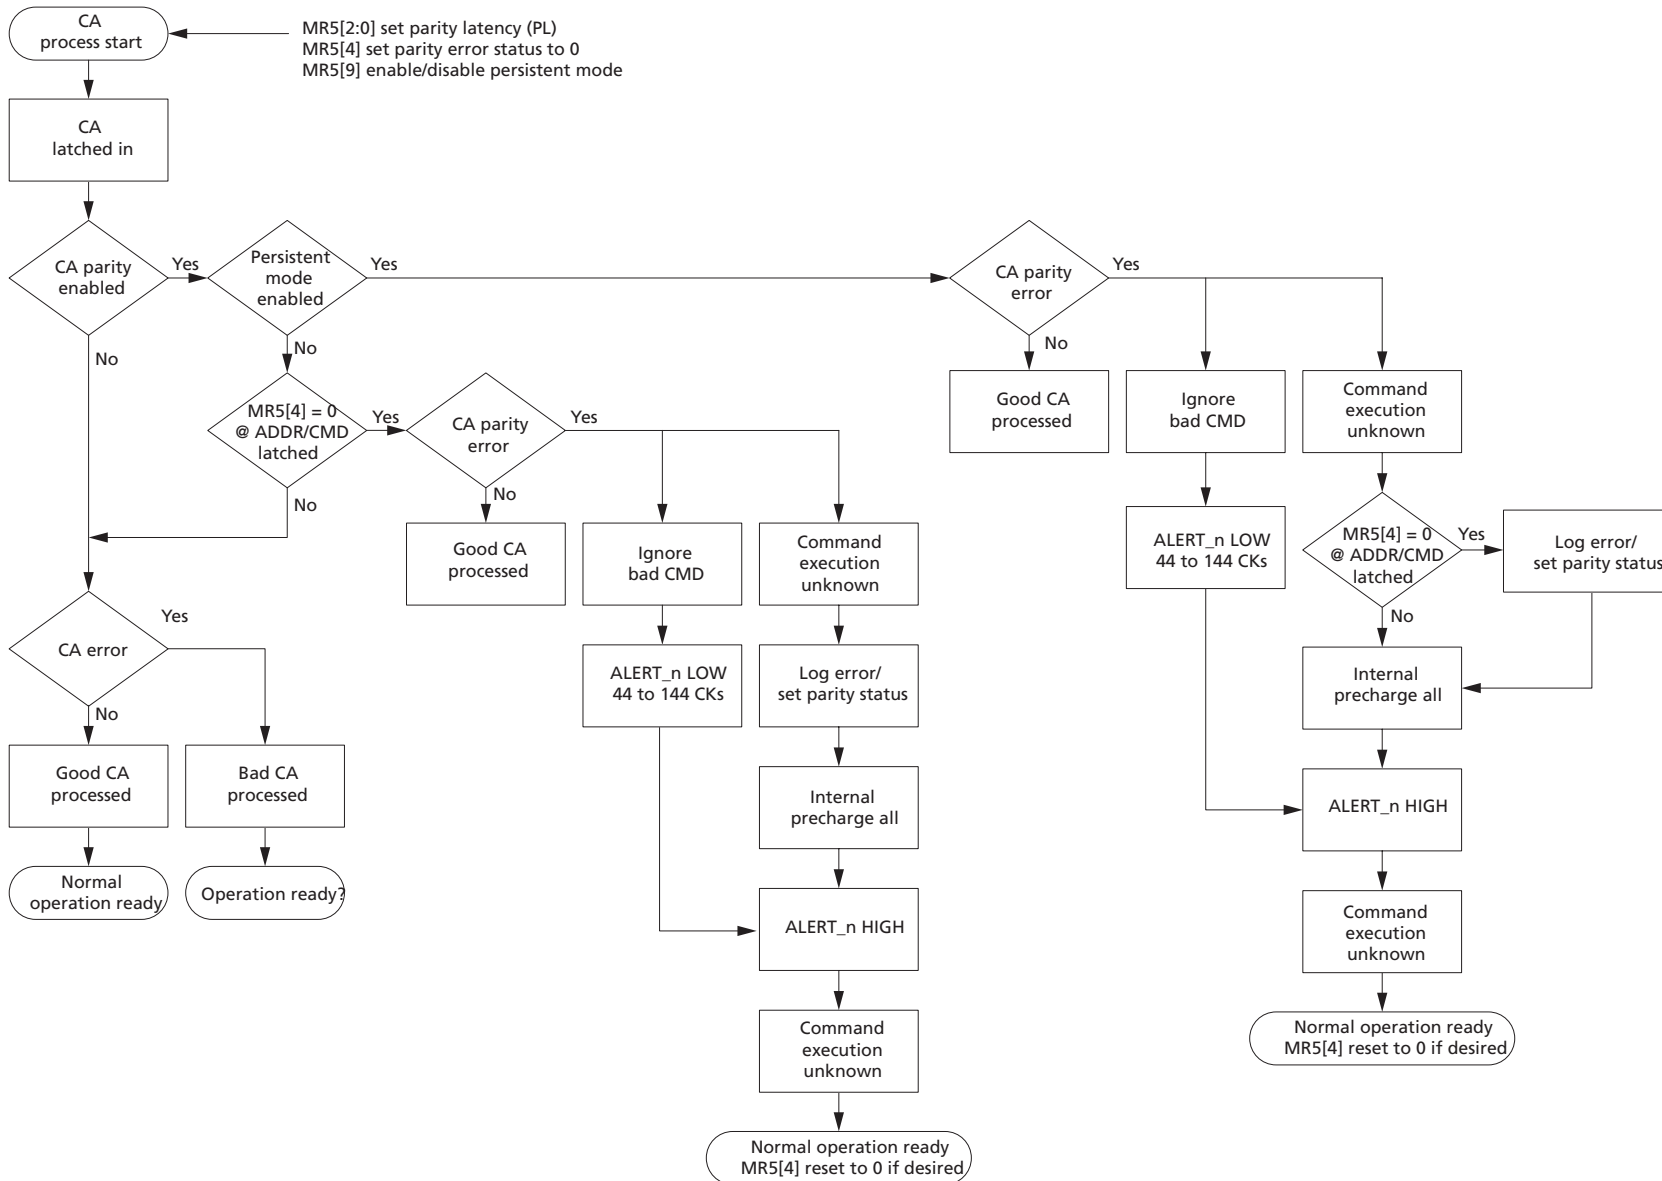 CA
process start
MR5[2:0] set parity latency (PL)
MR5[4] set parity error status to 0
MR5[9] enable/disable persistent mode
CA
latched in
CA parity
enabled
Yes
No
Persistent
mode
enabled
Yes
No
CA parity
error
Yes
No
Good CA
processed
Ignore
bad CMD
Command
execution
unknown
MR5[4] = 0
@ ADDR/CMD
latched
Yes
No
CA parity
error
Yes
No
Good CA
processed
Ignore
bad CMD
Command
execution
unknown
ALERT_n LOW
44 to 144 CKs
MR5[4] = 0
@ ADDR/CMD
latched
Yes
No
Log error/
set parity status
CA error
Yes
No
ALERT_n LOW
44 to 144 CKs
Log error/
set parity status
Internal
precharge all
Good CA
processed
Bad CA
processed
Internal
precharge all
ALERT_n HIGH
Normal
operation ready
Operation ready?
ALERT_n HIGH
Command
execution
unknown
Command
execution
unknown
Normal operation ready
MR5[4] reset to 0 if desired
Normal operation ready
MR5[4] reset to 0 if desired